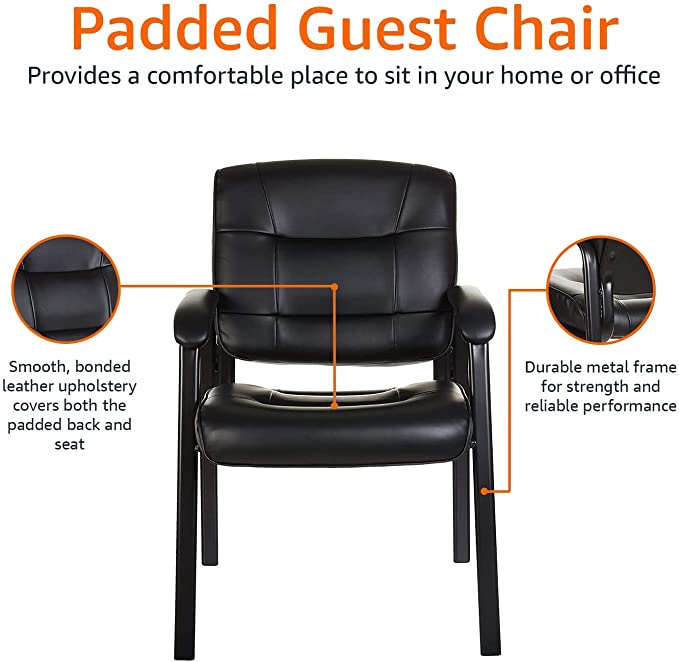 Padded Guest Chair
Provides a comfortable place to sit in your home or office
Smooth, bonded
leather upholstery
covers both the
padded back and
seat
Durable metal frame
for strength and
reliable performance